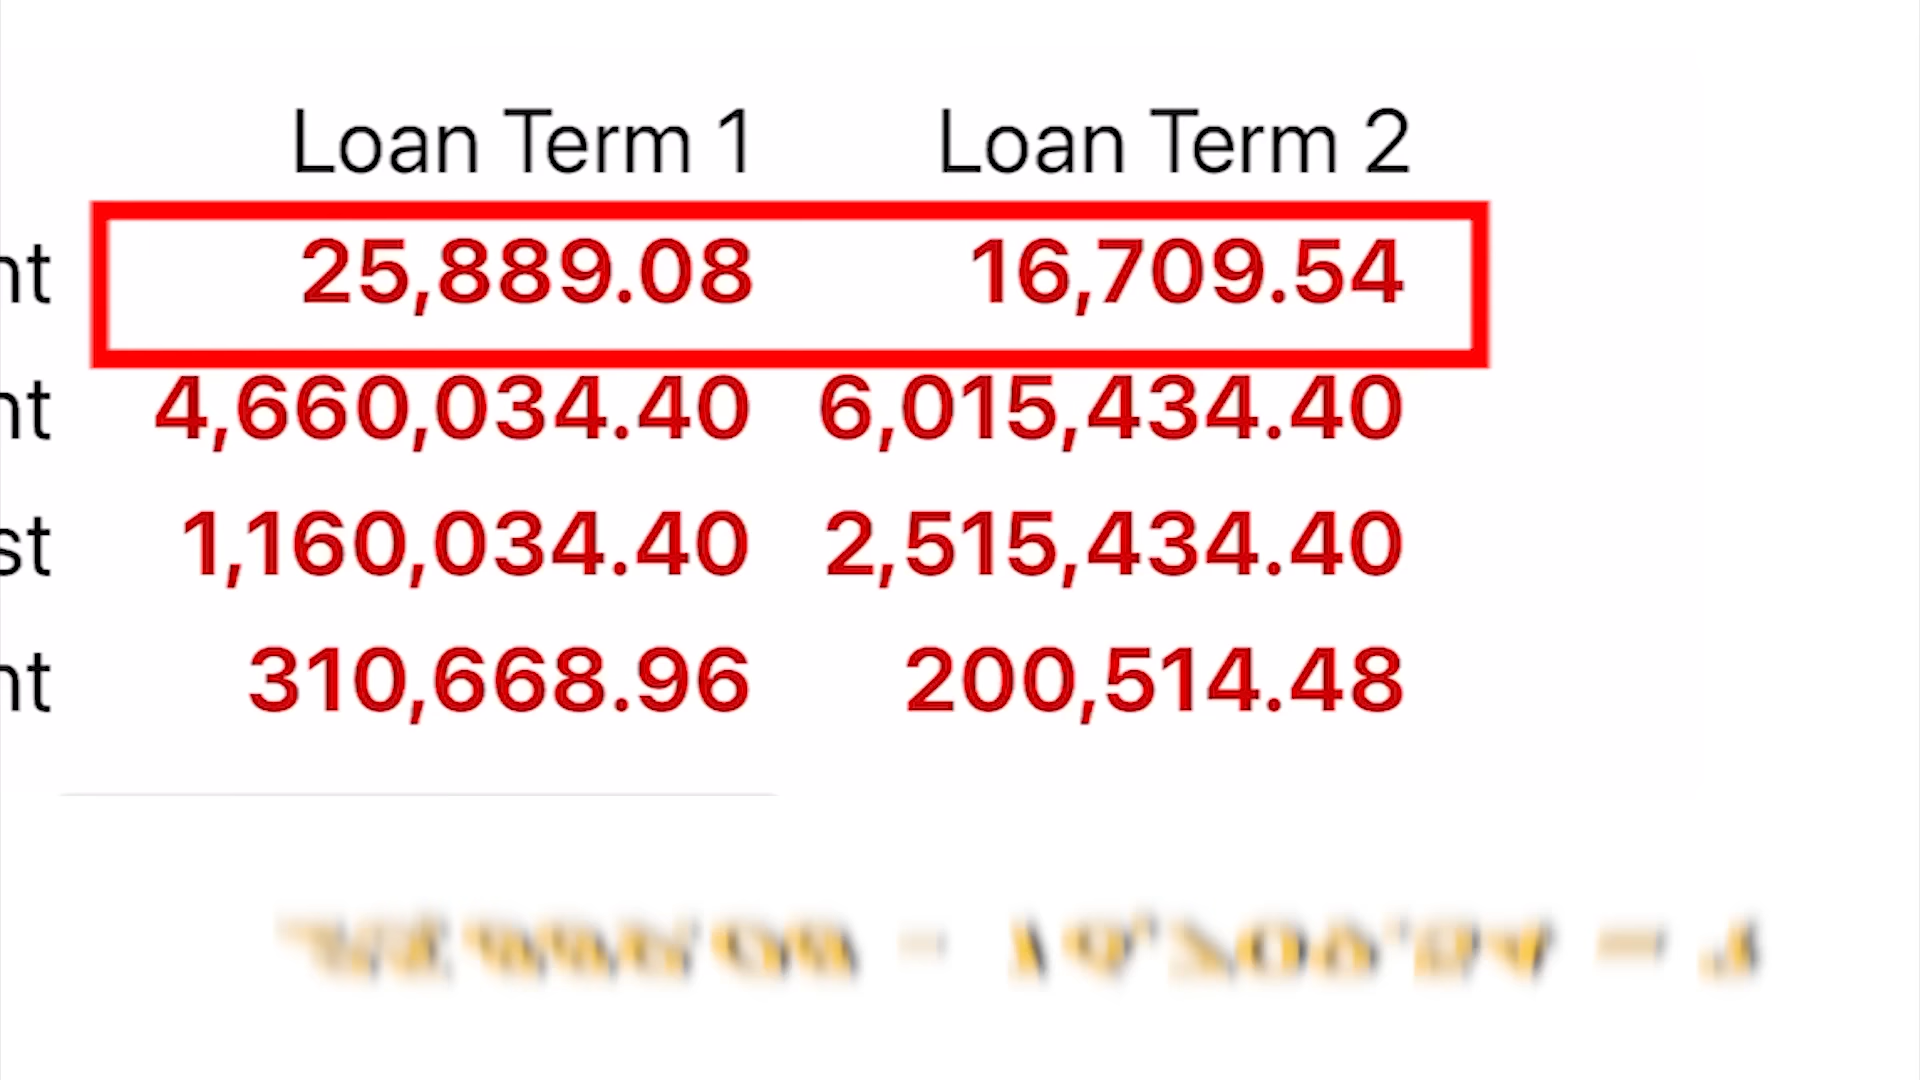 Loan Term 1 Loan Term 2
nt 25,889.08 16,709.54
nt 4,660,034.40 6,015,434.40
st 1,160,034.40 2,515,434.40
nt 310,668.96 200,514.48